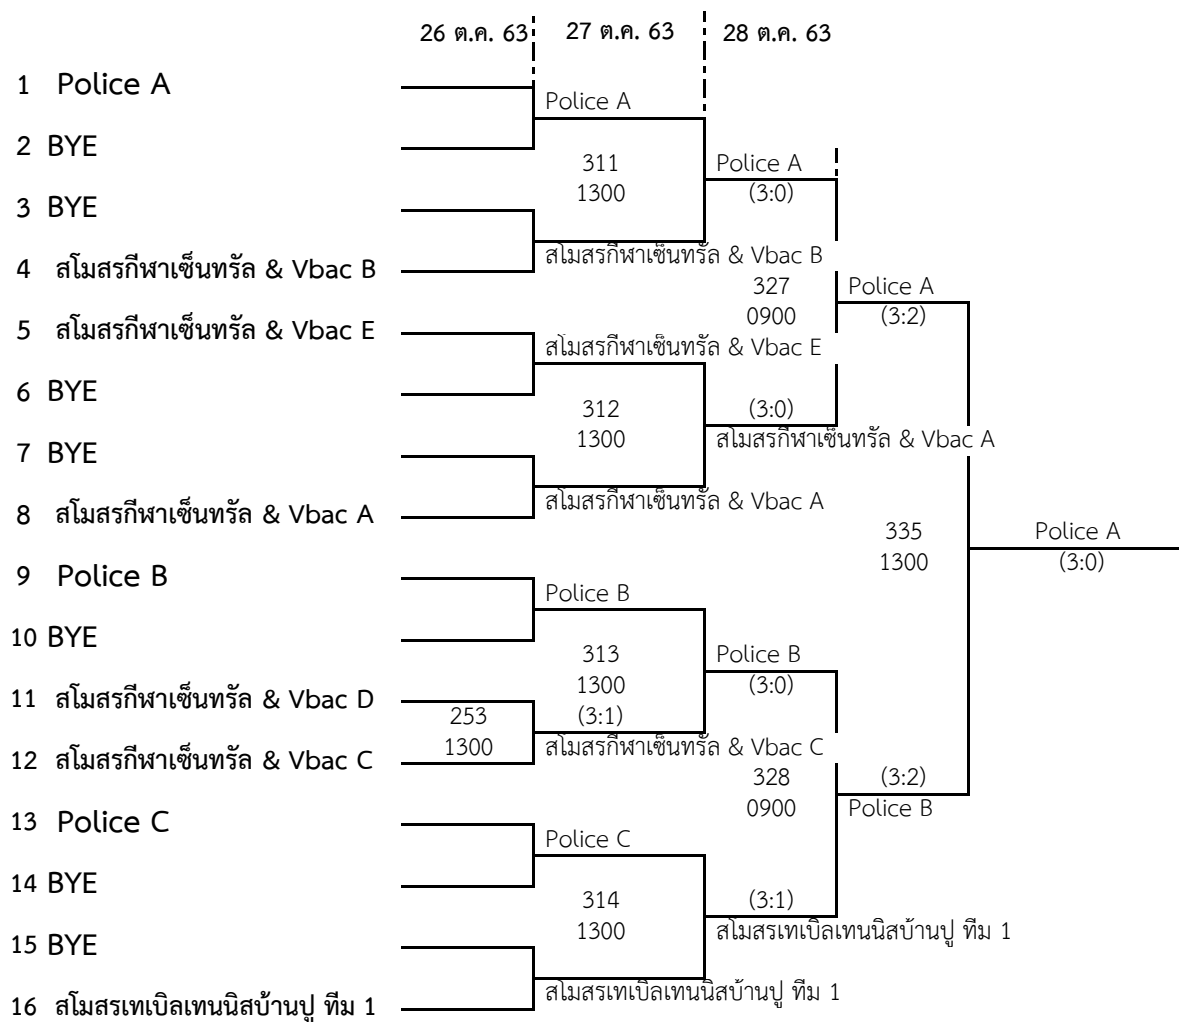 26 ต.ค. 63 27 ต.ค. 63 28 ต.ค. 63
1 Police A
Police A
2 BYE
311 Police A
1300 (3:0)
3 BYE
สโมสรกีฬาเซ็นทรัล & Vbac B
4 สโมสรกีฬาเซ็นทรัล & Vbac B
327 Police A
0900 (3:2)
5 สโมสรกีฬาเซ็นทรัล & Vbac E
สโมสรกีฬาเซ็นทรัล & Vbac E
6 BYE
312 (3:0)
1300 สโมสรกีฬาเซ็นทรัล & Vbac A
7 BYE
สโมสรกีฬาเซ็นทรัล & Vbac A
8 สโมสรกีฬาเซ็นทรัล & Vbac A
335 Police A
1300 (3:0)
9 Police B
Police B
10 BYE
313 Police B
1300 (3:0)
11 สโมสรกีฬาเซ็นทรัล & Vbac D
253 (3:1)
1300 สโมสรกีฬาเซ็นทรัล & Vbac C
12 สโมสรกีฬาเซ็นทรัล & Vbac C
328 (3:2)
0900 Police B
13 Police C
Police C
14 BYE
314 (3:1)
1300 สโมสรเทเบิลเทนนิสบ้านปู ทีม 1
15 BYE
สโมสรเทเบิลเทนนิสบ้านปู ทีม 1
16 สโมสรเทเบิลเทนนิสบ้านปู ทีม 1